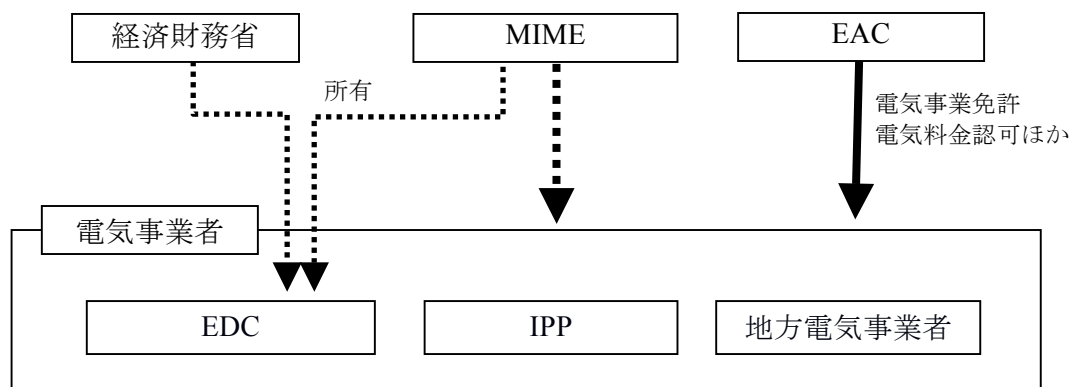 経済財務省
MIME
EAC
所有
電気事業免許
電気料金認可ほか
電気事業者
EDC
IPP
地方電気事業者